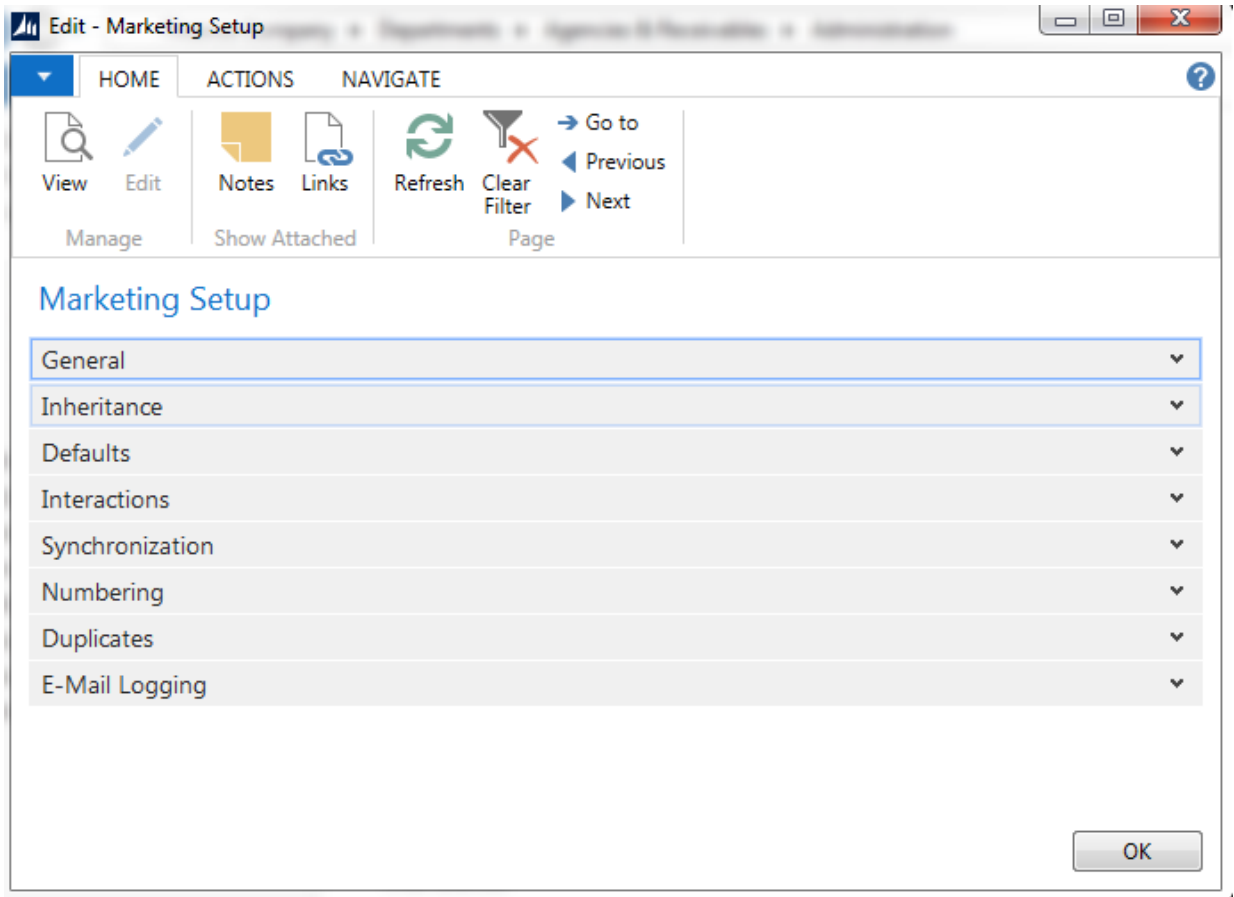 Edit - Marketing Setup
HOME ACTIONS NAVIGATE
View Edit Notes Links Refresh Clear Filter Go to
Previous
Next
Manage Show Attached Page
Marketing Setup
General
Inheritance
Defaults
Interactions
Synchronization
Numbering
Duplicates
E-Mail Logging
OK